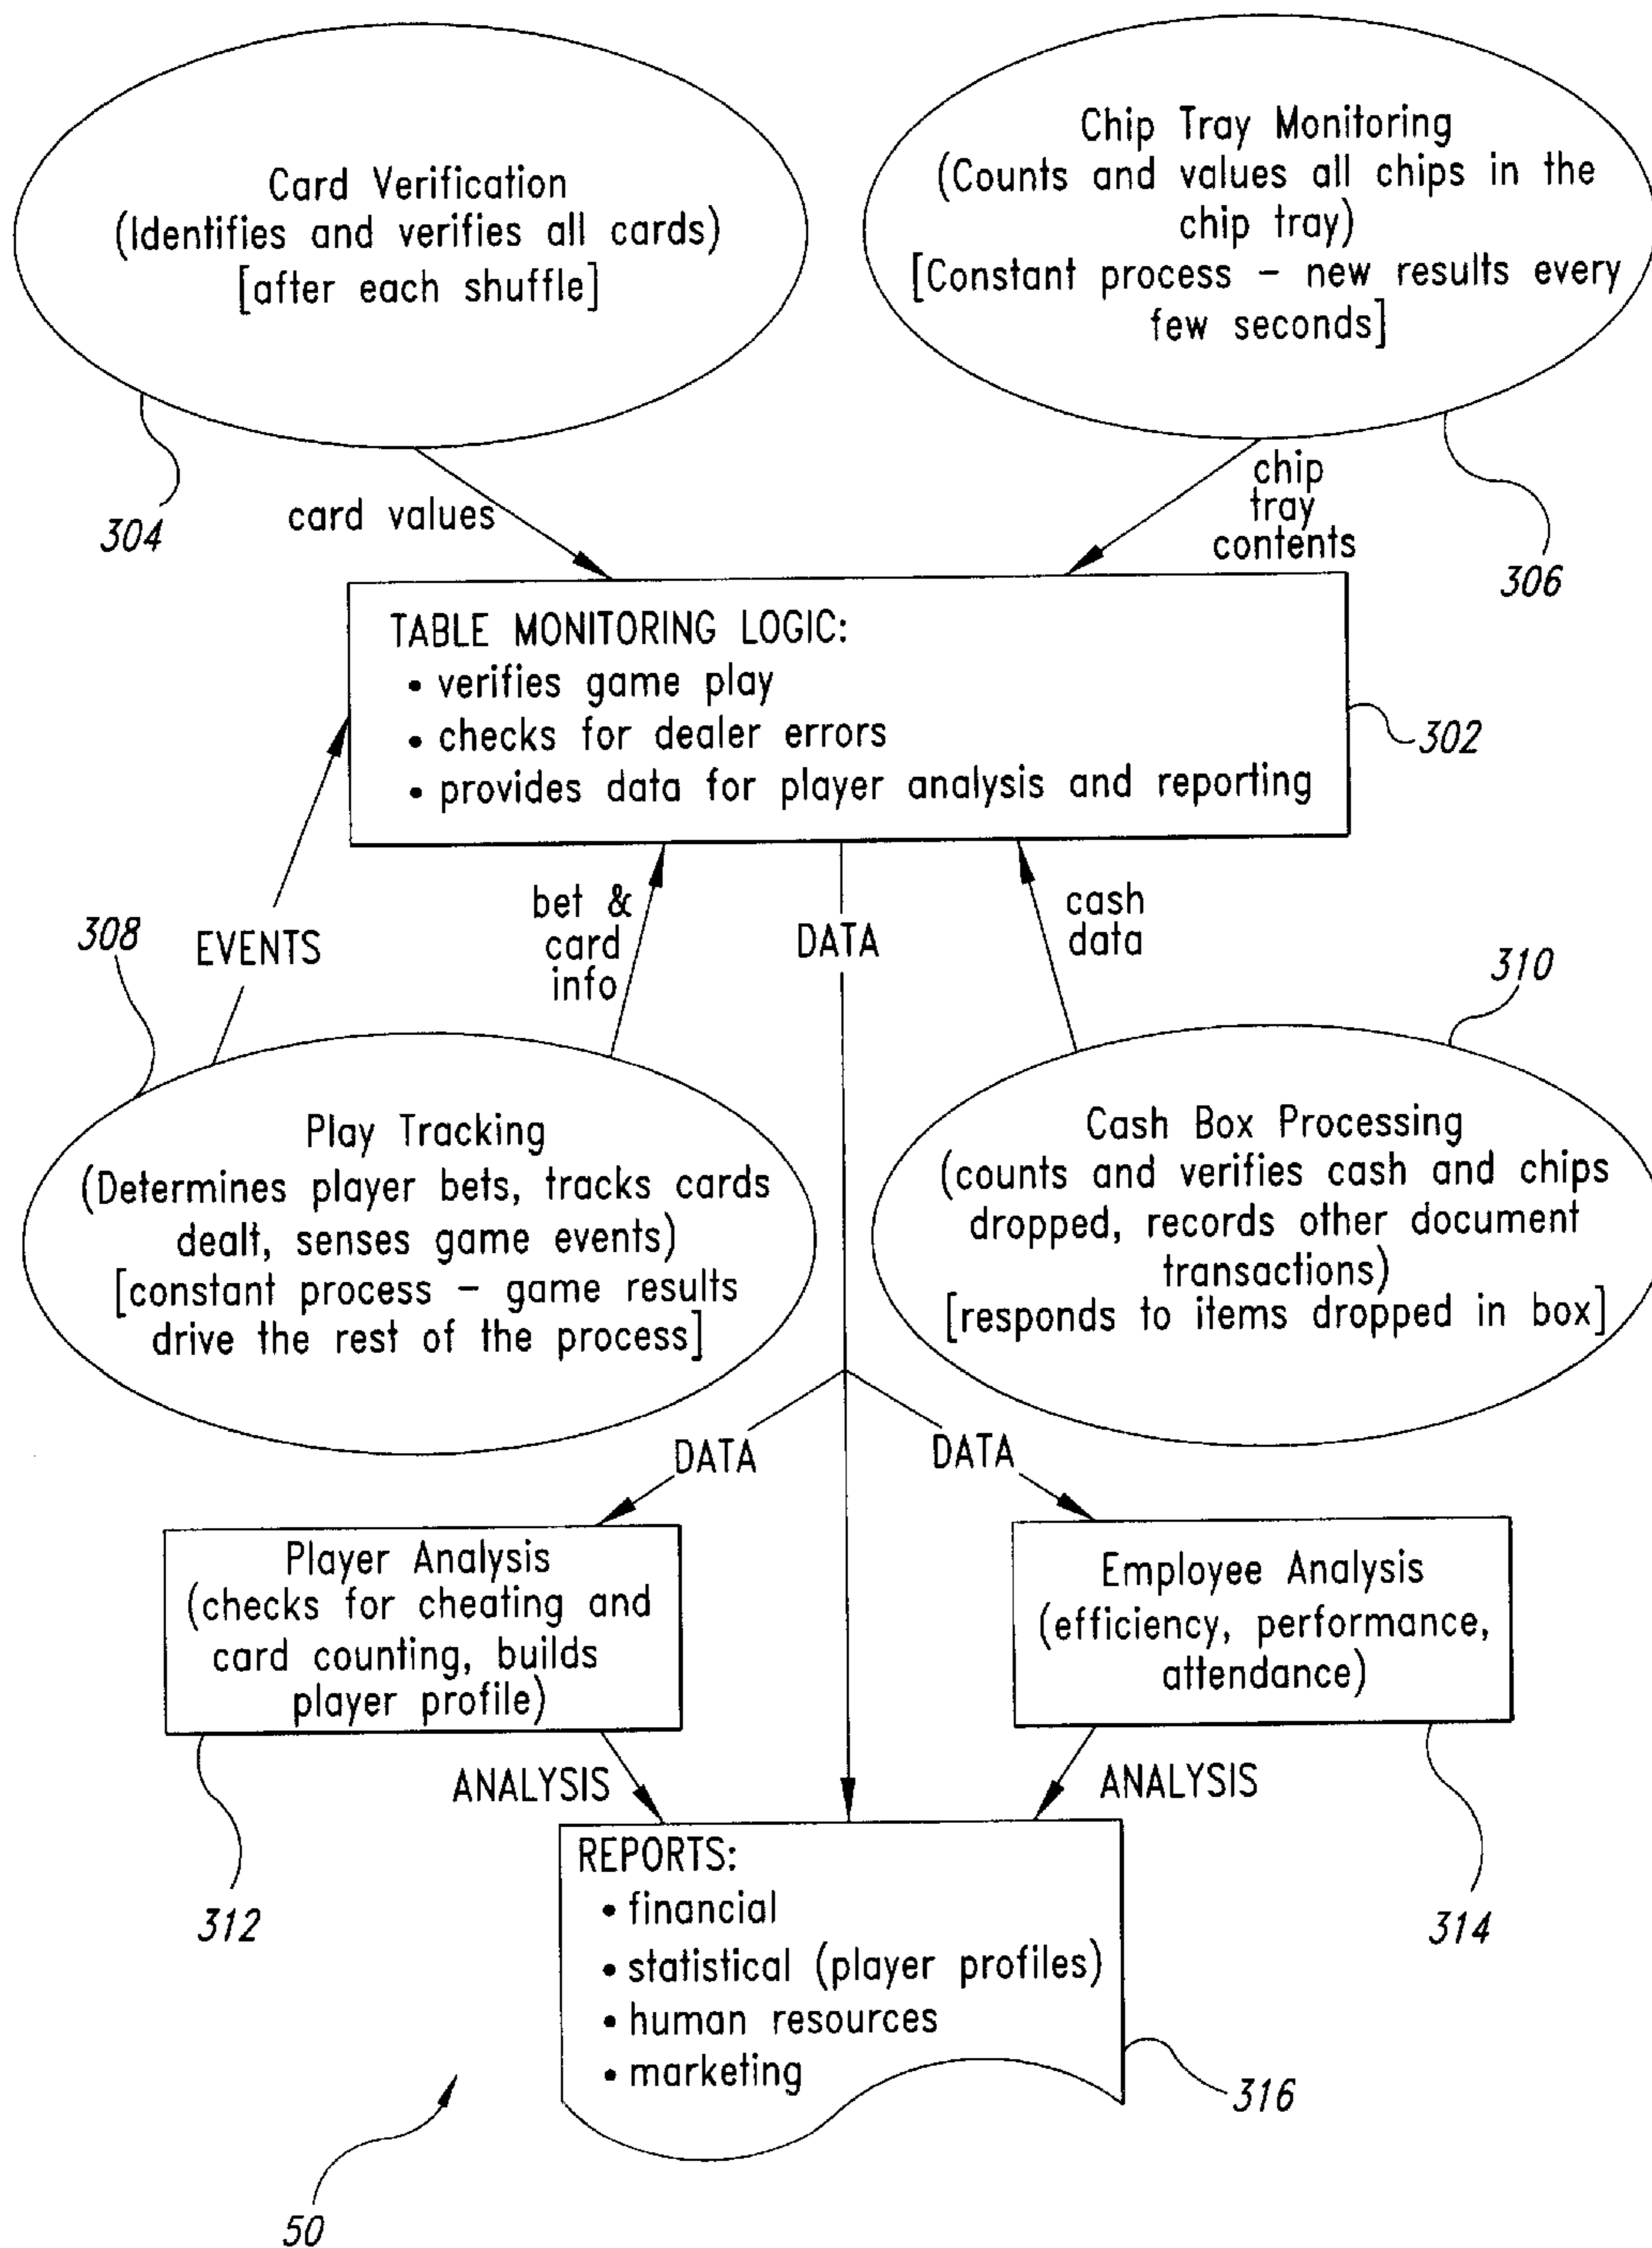 Card Verification
(Identifies and verifies all cards)
[after each shuffle]
Chip Tray Monitoring
(Counts and values all chips in the
chip tray)
[Constant process – new results every
few seconds]
304
card values
chip
tray
contents
306
TABLE MONITORING LOGIC:
• verifies game play
• checks for dealer errors
• provides data for player analysis and reporting
302
308
EVENTS
bet &
card
info
DATA
cash
data
310
Play Tracking
(Determines player bets, tracks cards
dealt, senses game events)
[constant process – game results
drive the rest of the process]
Cash Box Processing
(counts and verifies cash and chips
dropped, records other document
transactions)
[responds to items dropped in box]
DATA
DATA
Player Analysis
(checks for cheating and
card counting, builds
player profile)
Employee Analysis
(efficiency, performance,
attendance)
ANALYSIS
ANALYSIS
312
314
REPORTS:
• financial
• statistical (player profiles)
• human resources
• marketing
316
50